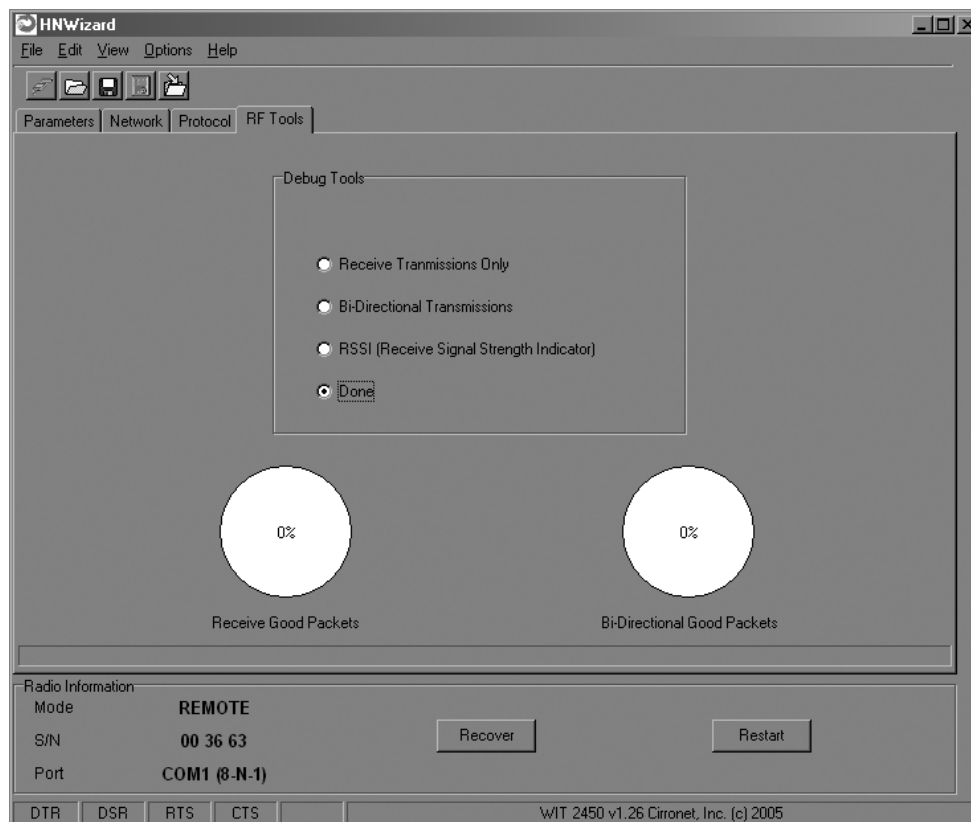 HNWizard
File Edit View Options Help
Parameters Network Protocol RF Tools
Debug Tools
Receive Tranmissions Only
Bi-Directional Transmissions
RSSI (Receive Signal Strength Indicator)
Done
0% 0%
Receive Good Packets Bi-Directional Good Packets
Radio Information
Mode REMOTE
S/N 00 36 63
Recover Restart
Port COM1 (8-N-1)
DTR DSR RTS CTS WIT 2450 v1.26 Cirronet, Inc. (c) 2005